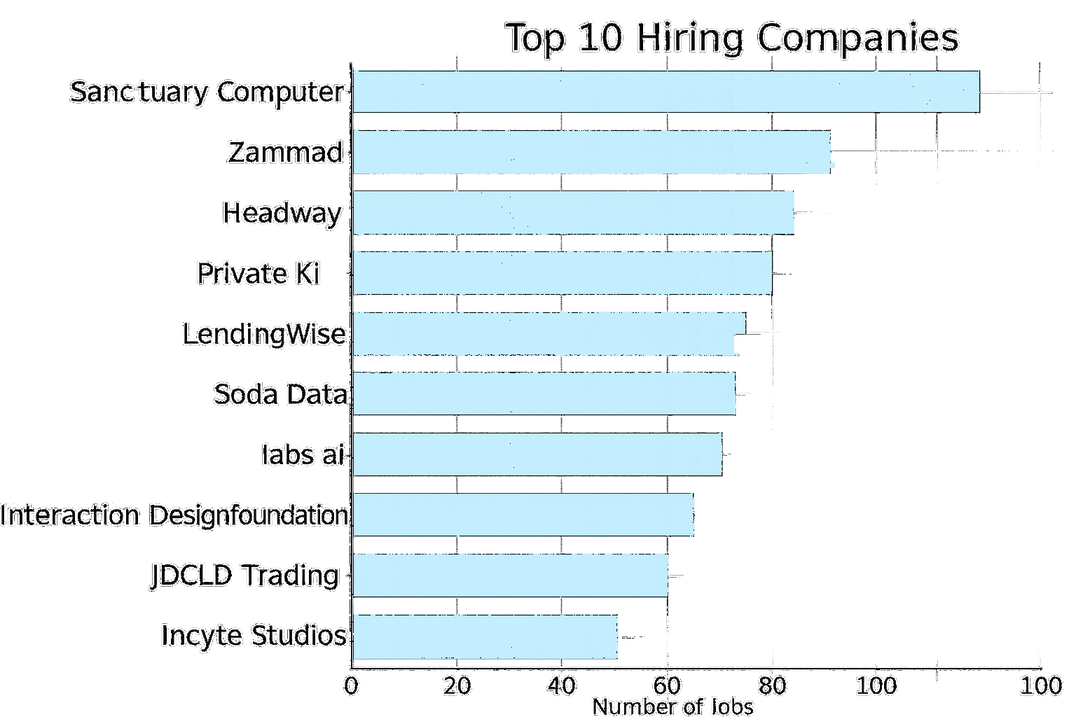 Top 10 Hiring Companies
Sanctuary Computer
Zammad
Headway
Private Ki
LendingWise
Soda Data
labs ai
Interaction Designfoundation
JDCLD Trading
Incyte Studios
0 20 40 60 80 100 100
Number of Jobs